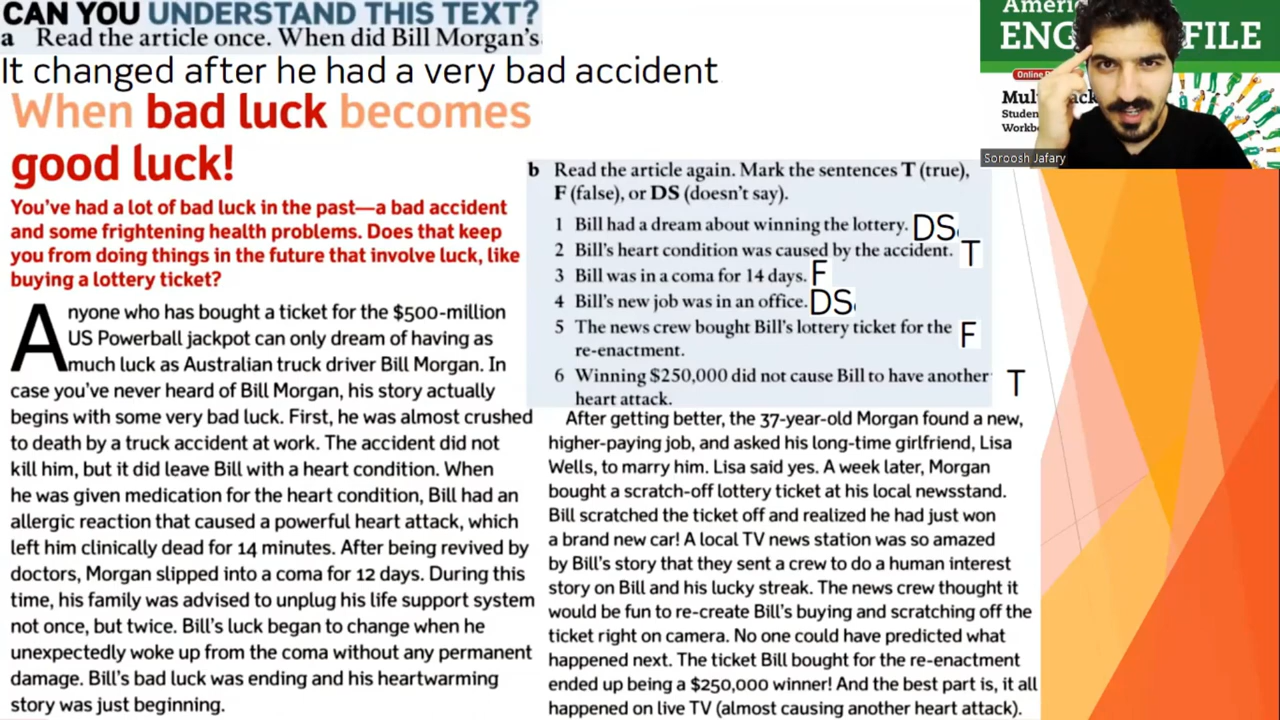 CAN YOU UNDERSTAND THIS TEXT?
a Read the article once. When did Bill Morgan's
It changed after he had a very bad accident
When bad luck becomes
good luck!
You've had a lot of bad luck in the past—a bad accident
and some frightening health problems. Does that keep
you from doing things in the future that involve luck, like
buying a lottery ticket?
Anyone who has bought a ticket for the $500-million
US Powerball jackpot can only dream of having as
much luck as Australian truck driver Bill Morgan. In
case you've never heard of Bill Morgan, his story actually
begins with some very bad luck. First, he was almost crushed
to death by a truck accident at work. The accident did not
kill him, but it did leave Bill with a heart condition. When
he was given medication for the heart condition, Bill had an
allergic reaction that caused a powerful heart attack, which
left him clinically dead for 14 minutes. After being revived by
doctors, Morgan slipped into a coma for 12 days. During this
time, his family was advised to unplug his life support system
not once, but twice. Bill's luck began to change when he
unexpectedly woke up from the coma without any permanent
damage. Bill's bad luck was ending and his heartwarming
story was just beginning.
b Read the article again. Mark the sentences T (true),
F (false), or DS (doesn't say).
1 Bill had a dream about winning the lottery. DS
2 Bill's heart condition was caused by the accident. T
3 Bill was in a coma for 14 days. F
4 Bill's new job was in an office. DS
5 The news crew bought Bill's lottery ticket for the F
re-enactment.
6 Winning $250,000 did not cause Bill to have another T
heart attack.
After getting better, the 37-year-old Morgan found a new,
higher-paying job, and asked his long-time girlfriend, Lisa
Wells, to marry him. Lisa said yes. A week later, Morgan
bought a scratch-off lottery ticket at his local newsstand.
Bill scratched the ticket off and realized he had just won
a brand new car! A local TV news station was so amazed
by Bill's story that they sent a crew to do a human interest
story on Bill and his lucky streak. The news crew thought it
would be fun to re-create Bill's buying and scratching off the
ticket right on camera. No one could have predicted what
happened next. The ticket Bill bought for the re-enactment
ended up being a $250,000 winner! And the best part is, it all
happened on live TV (almost causing another heart attack).
Ameri
ENG FILE
Online
Mul ack
Studen
Workb
Soroosh Jafary